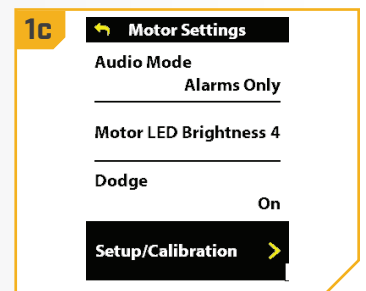 1c
Motor Settings
Audio Mode
Alarms Only
Motor LED Brightness 4
Dodge
On
Setup/Calibration